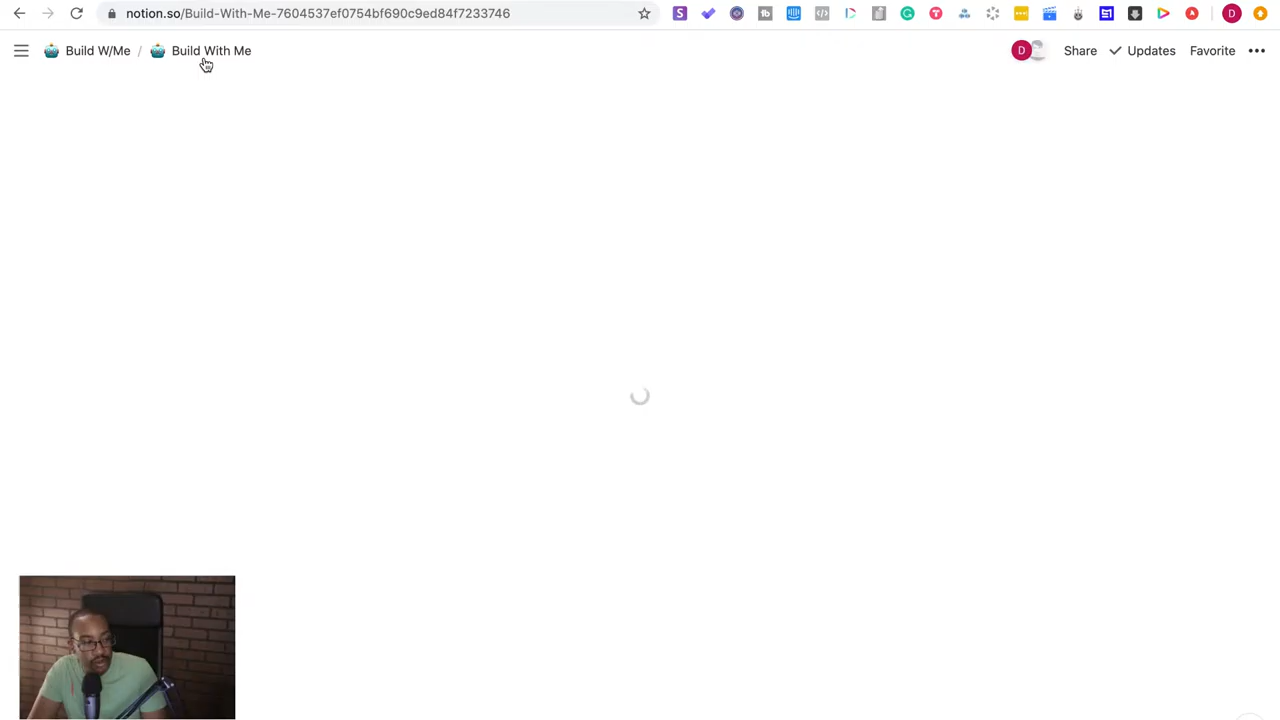 notion.so/Build-With-Me-7604537ef0754bf690c9ed84f7233746
Build W/Me / Build With Me
D Share Updates Favorite